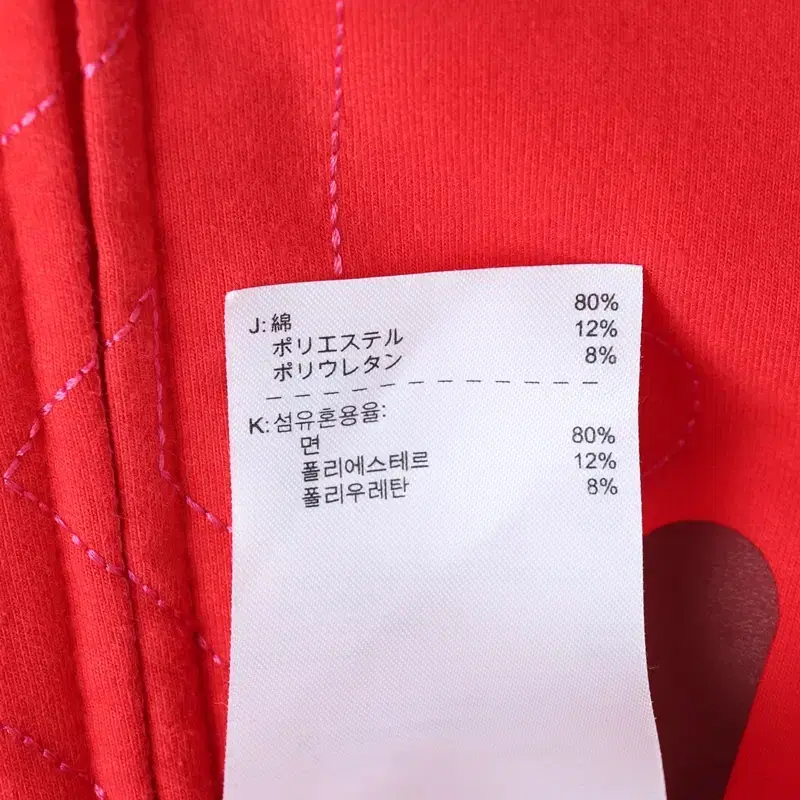 J: 綿 80%
ポリエステル 12%
ポリウレタン 8%
K: 섬유혼용율:
면 80%
폴리에스테르 12%
폴리우레탄 8%